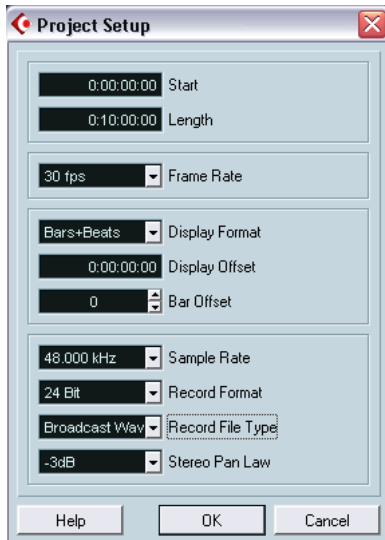 Project Setup
0:00:00:00 Start
0:10:00:00 Length
30 fps Frame Rate
Bars+Beats Display Format
0:00:00:00 Display Offset
0 Bar Offset
48.000 kHz Sample Rate
24 Bit Record Format
Broadcast Wav Record File Type
-3dB Stereo Pan Law
Help OK Cancel